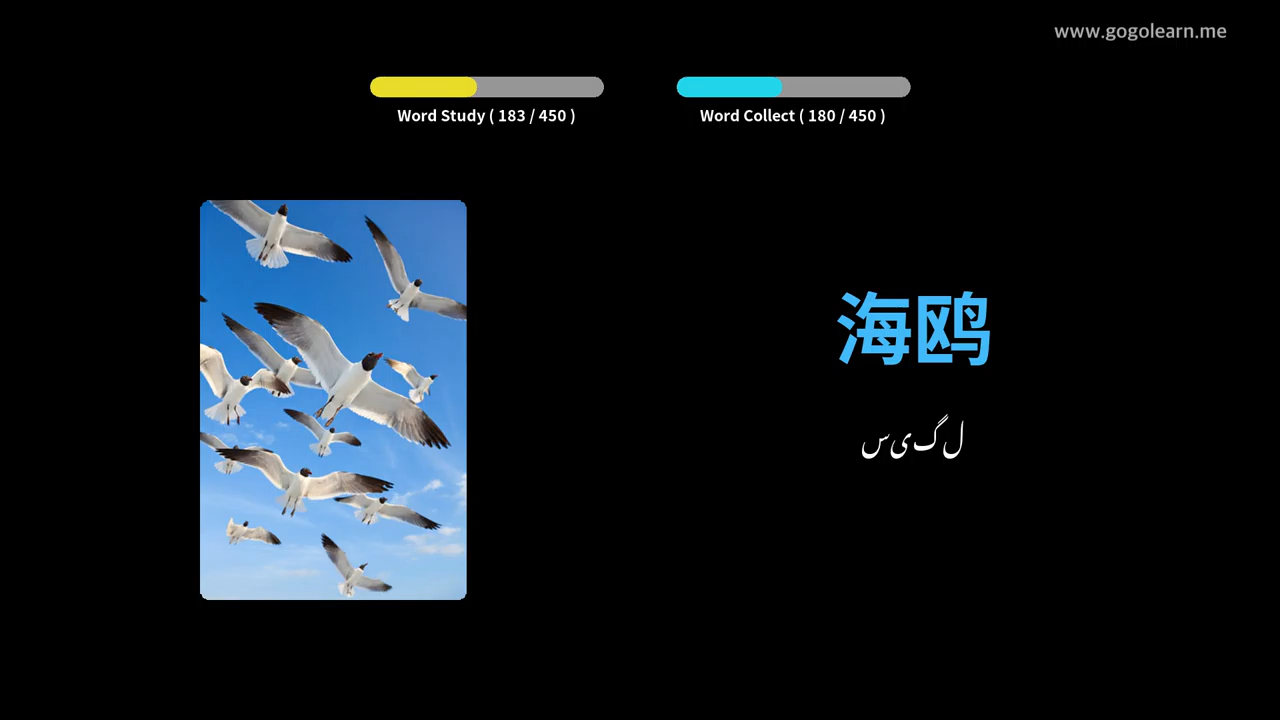 www.gogolearn.me
Word Study ( 183 / 450 )
Word Collect ( 180 / 450 )
海鸥
ل گ ی س